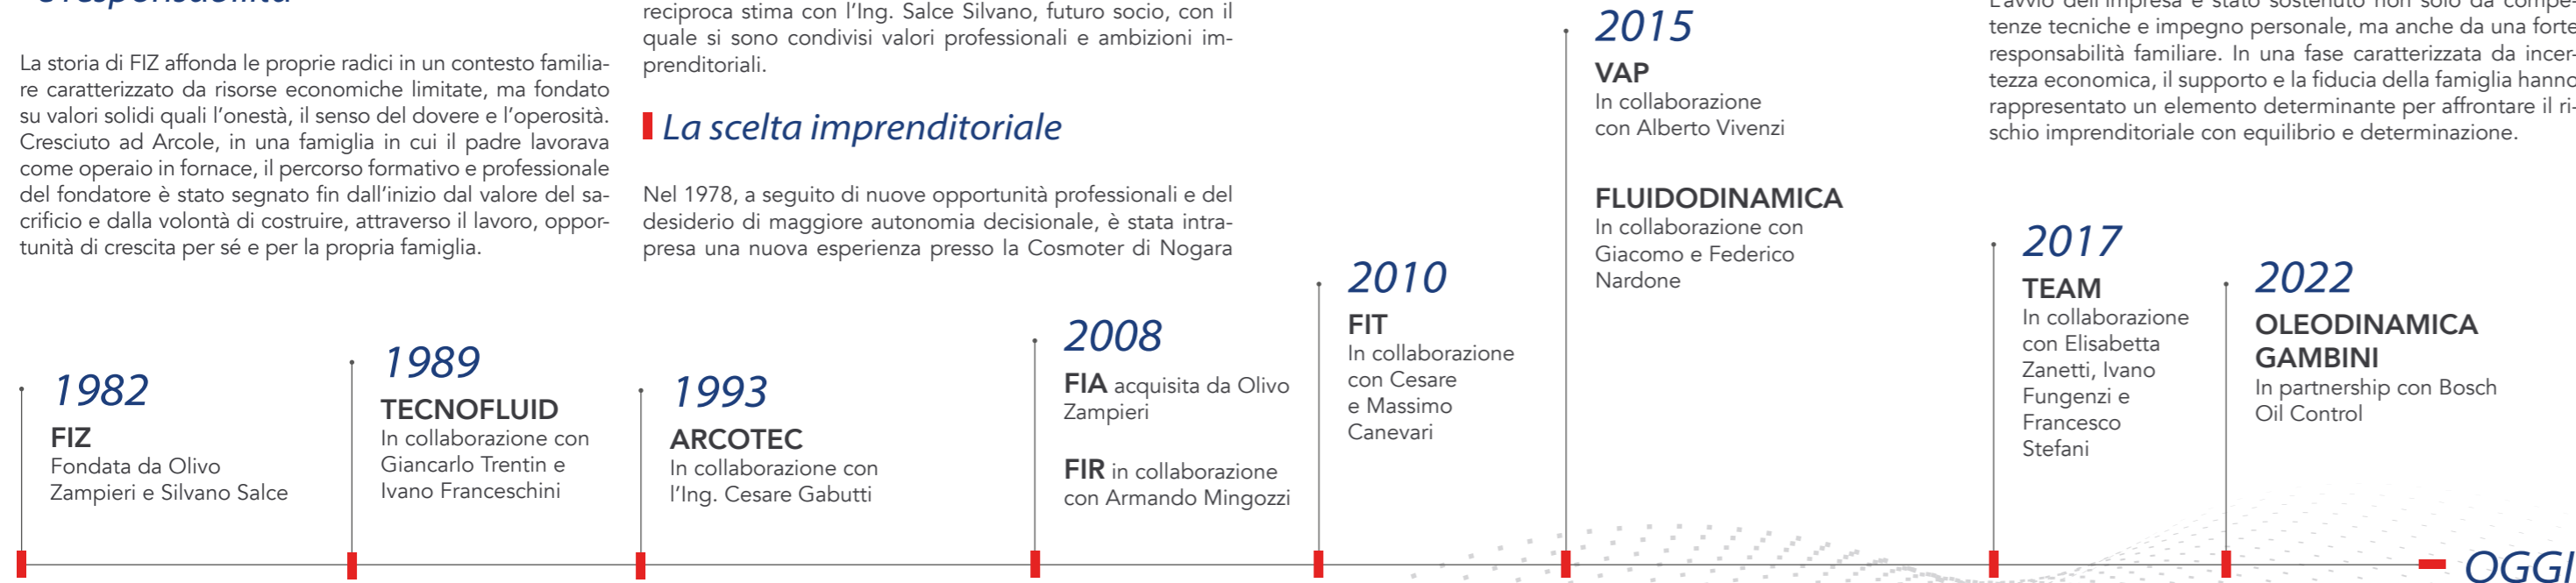 e responsabilità
La storia di FIZ affonda le proprie radici in un contesto familia-
re caratterizzato da risorse economiche limitate, ma fondato
su valori solidi quali l'onestà, il senso del dovere e l'operosità.
Cresciuto ad Arcole, in una famiglia in cui il padre lavorava
come operaio in fornace, il percorso formativo e professionale
del fondatore è stato segnato fin dall'inizio dal valore del sa-
crificio e dalla volontà di costruire, attraverso il lavoro, oppor-
tunità di crescita per sé e per la propria famiglia.
reciproca stima con l'Ing. Salce Silvano, futuro socio, con il
quale si sono condivisi valori professionali e ambizioni im-
prenditoriali.
La scelta imprenditoriale
Nel 1978, a seguito di nuove opportunità professionali e del
desiderio di maggiore autonomia decisionale, è stata intra-
presa una nuova esperienza presso la Cosmoter di Nogara
L'avvio dell'impresa è stato sostenuto non solo da compe-
tenze tecniche e impegno personale, ma anche da una forte
responsabilità familiare. In una fase caratterizzata da incer-
tezza economica, il supporto e la fiducia della famiglia hanno
rappresentato un elemento determinante per affrontare il ri-
schio imprenditoriale con equilibrio e determinazione.
1982
FIZ
Fondata da Olivo
Zampieri e Silvano Salce
1989
TECNOFLUID
In collaborazione con
Giancarlo Trentin e
Ivano Franceschini
1993
ARCOTEC
In collaborazione con
l'Ing. Cesare Gabutti
2008
FIA acquisita da Olivo
Zampieri
FIR in collaborazione
con Armando Mingozzi
2010
FIT
In collaborazione
con Cesare
e Massimo
Canevari
2015
VAP
In collaborazione
con Alberto Vivenzi
FLUIDODINAMICA
In collaborazione con
Giacomo e Federico
Nardone
2017
TEAM
In collaborazione
con Elisabetta
Zanetti, Ivano
Fungenzi e
Francesco
Stefani
2022
OLEODINAMICA
GAMBINI
In partnership con Bosch
Oil Control
OGGI